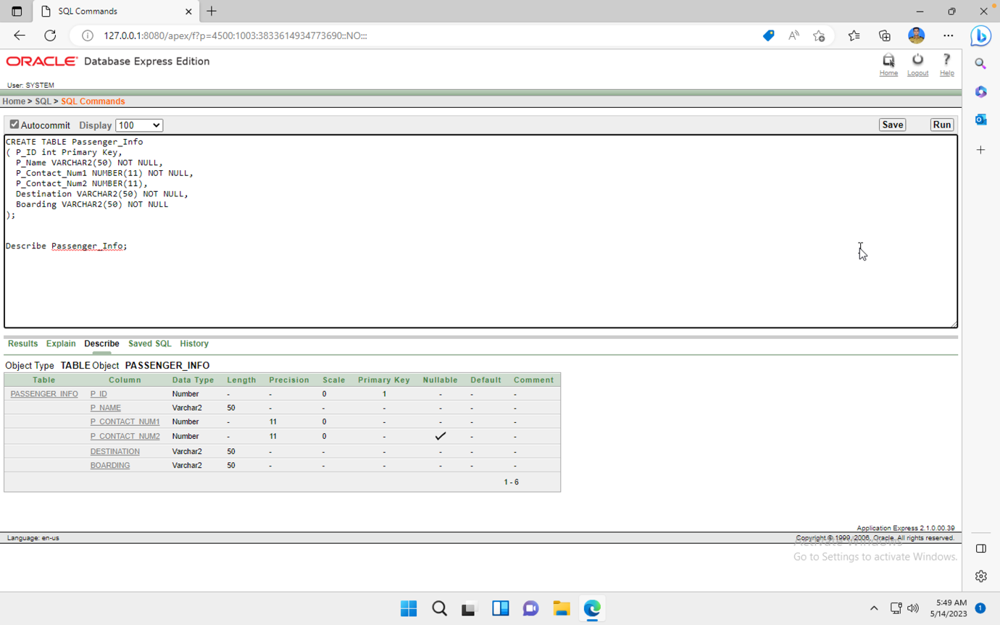 SQL Commands
127.0.0.1:8080/apex/f?p=4500:1003:3833614934773690::NO:::
ORACLE Database Express Edition
Home Logout Help
User: SYSTEM
Home > SQL > SQL Commands
Autocommit Display 100
Save Run
CREATE TABLE Passenger_Info
( P_ID int Primary Key,
P_Name VARCHAR2(50) NOT NULL,
P_Contact_Num1 NUMBER(11) NOT NULL,
P_Contact_Num2 NUMBER(11),
Destination VARCHAR2(50) NOT NULL,
Boarding VARCHAR2(50) NOT NULL
);
Describe Passenger_Info;
Results Explain Describe Saved SQL History
Object Type TABLE Object PASSENGER_INFO
Table Column Data Type Length Precision Scale Primary Key Nullable Default Comment
PASSENGER_INFO P_ID Number - - 0 1 - - -
P_NAME Varchar2 50 - - - - - -
P_CONTACT_NUM1 Number - 11 0 - - - -
P_CONTACT_NUM2 Number - 11 0 - ✓ - -
DESTINATION Varchar2 50 - - - - - -
BOARDING Varchar2 50 - - - - - -
1 - 6
Application Express 2.1.0.00.39
Language: en-us Copyright © 1999, 2006, Oracle. All rights reserved.
Activate Windows
Go to Settings to activate Windows.
5:49 AM
5/14/2023
1